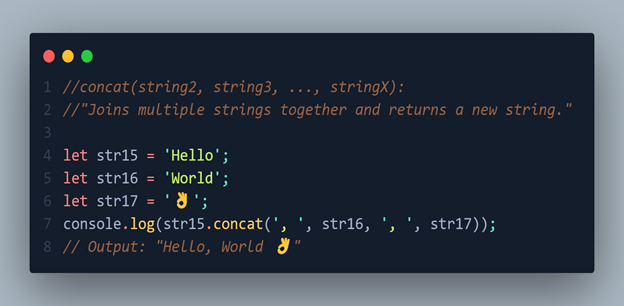 1 //concat(string2, string3, ..., stringX):
2 //"Joins multiple strings together and returns a new string."
3
4 let str15 = 'Hello';
5 let str16 = 'World';
6 let str17 = '👌';
7 console.log(str15.concat(', ', str16, ', ', str17));
8 // Output: "Hello, World 👌"